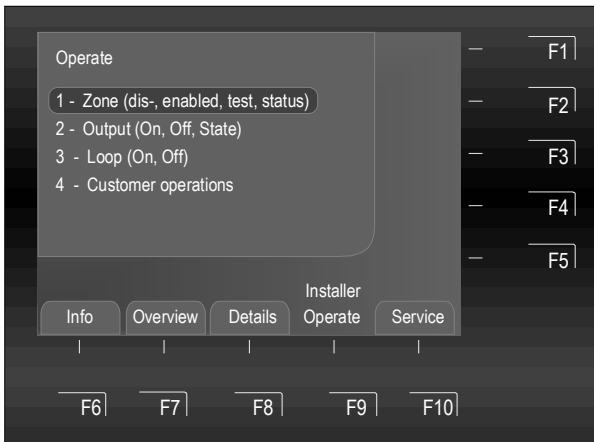 Operate
1 - Zone (dis-, enabled, test, status)
2 - Output (On, Off, State)
3 - Loop (On, Off)
4 - Customer operations
F1
F2
F3
F4
F5
Installer
Info Overview Details Operate Service
F6 F7 F8 F9 F10